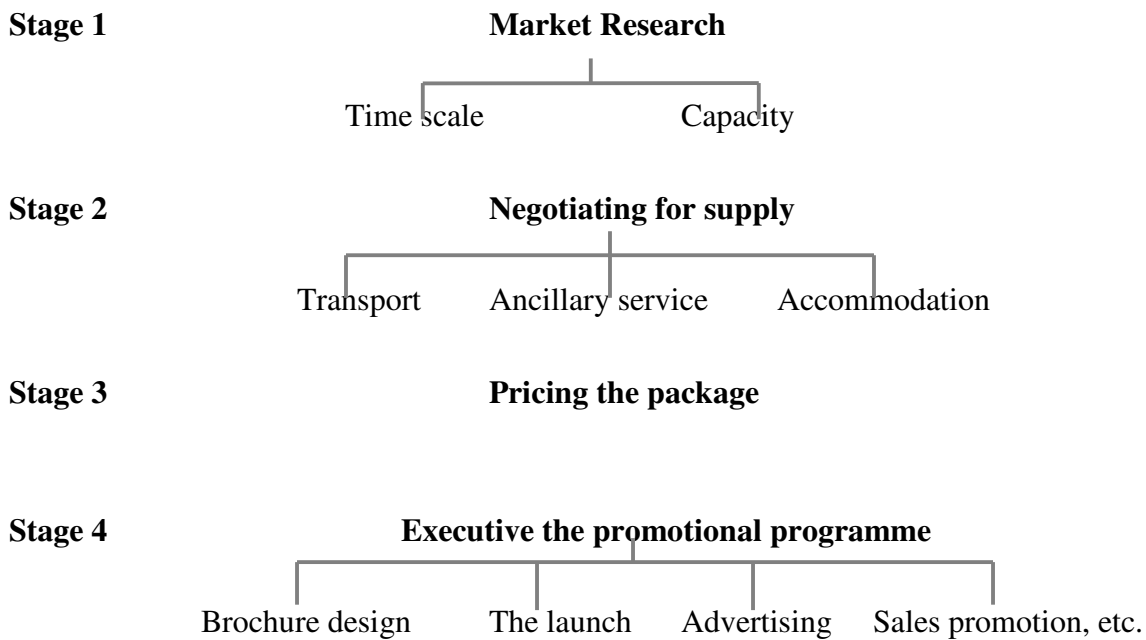 Stage 1 Market Research
Time scale Capacity
Stage 2 Negotiating for supply
Transport Ancillary service Accommodation
Stage 3 Pricing the package
Stage 4 Executive the promotional programme
Brochure design The launch Advertising Sales promotion, etc.